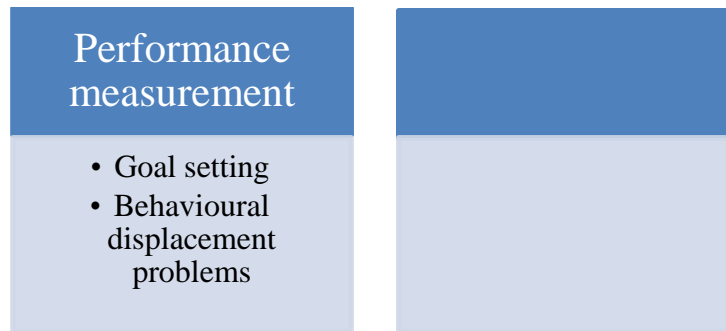 Performance
measurement
• Goal setting
• Behavioural
displacement
problems